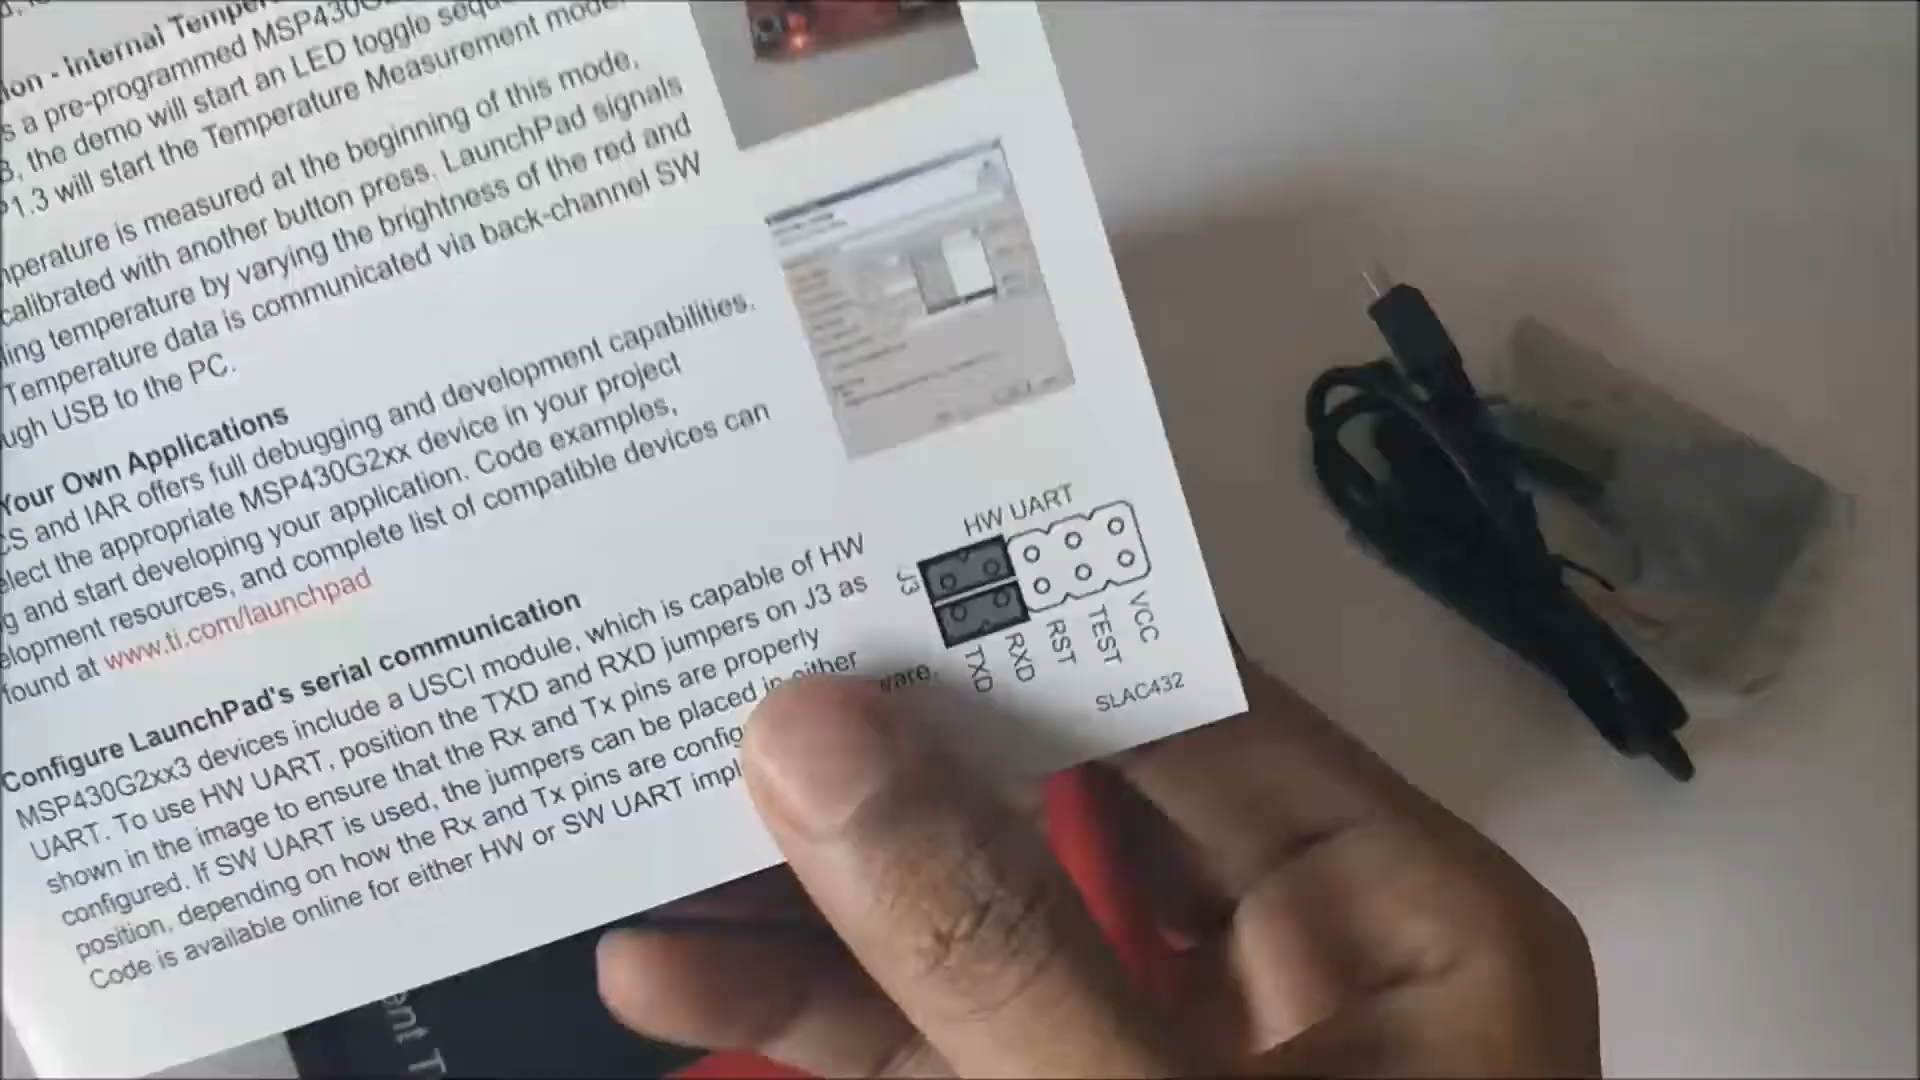 ion - Internal Temper
s a pre-programmed MSP430G
B, the demo will start an LED toggle sequ
P1.3 will start the Temperature Measurement mode.
mperature is measured at the beginning of this mode,
calibrated with another button press. LaunchPad signals
ling temperature by varying the brightness of the red and
Temperature data is communicated via back-channel SW
ugh USB to the PC.
Your Own Applications
CS and IAR offers full debugging and development capabilities.
elect the appropriate MSP430G2xx device in your project
g and start developing your application. Code examples,
elopment resources, and complete list of compatible devices can
found at www.ti.com/launchpad
Configure LaunchPad's serial communication
MSP430G2xx3 devices include a USCI module, which is capable of HW
UART. To use HW UART, position the TXD and RXD jumpers on J3 as
shown in the image to ensure that the Rx and Tx pins are properly
configured. If SW UART is used, the jumpers can be placed in either
position, depending on how the Rx and Tx pins are config
Code is available online for either HW or SW UART impl
ware.
HW UART
J3
TXD
RXD
RST
TEST
VCC
SLAC432
ent T